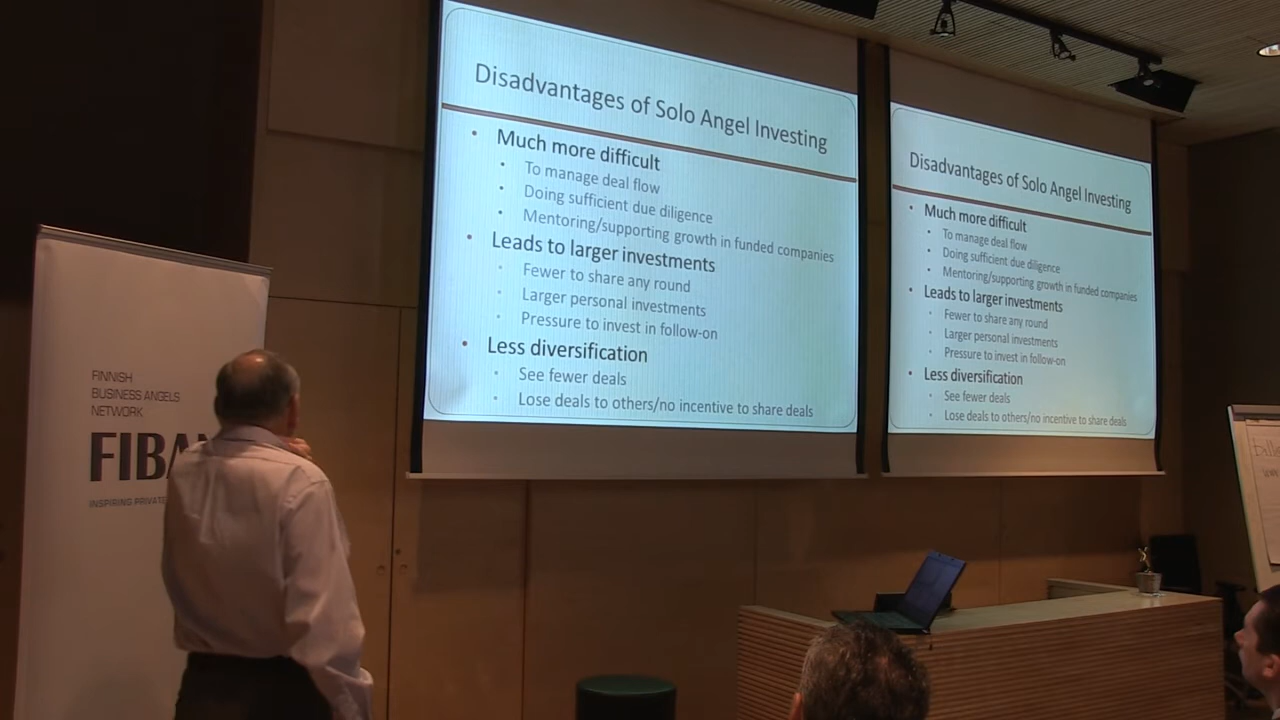 Disadvantages of Solo Angel Investing
• Much more difficult
• To manage deal flow
• Doing sufficient due diligence
• Mentoring/supporting growth in funded companies
• Leads to larger investments
• Fewer to share any round
• Larger personal investments
• Pressure to invest in follow-on
• Less diversification
• See fewer deals
• Lose deals to others/no incentive to share deals
Disadvantages of Solo Angel Investing
• Much more difficult
• To manage deal flow
• Doing sufficient due diligence
• Mentoring/supporting growth in funded companies
• Leads to larger investments
• Fewer to share any round
• Larger personal investments
• Pressure to invest in follow-on
• Less diversification
• See fewer deals
• Lose deals to others/no incentive to share deals
FINNISH
BUSINESS ANGELS
NETWORK
FIBA
INSPIRING PRIVATE